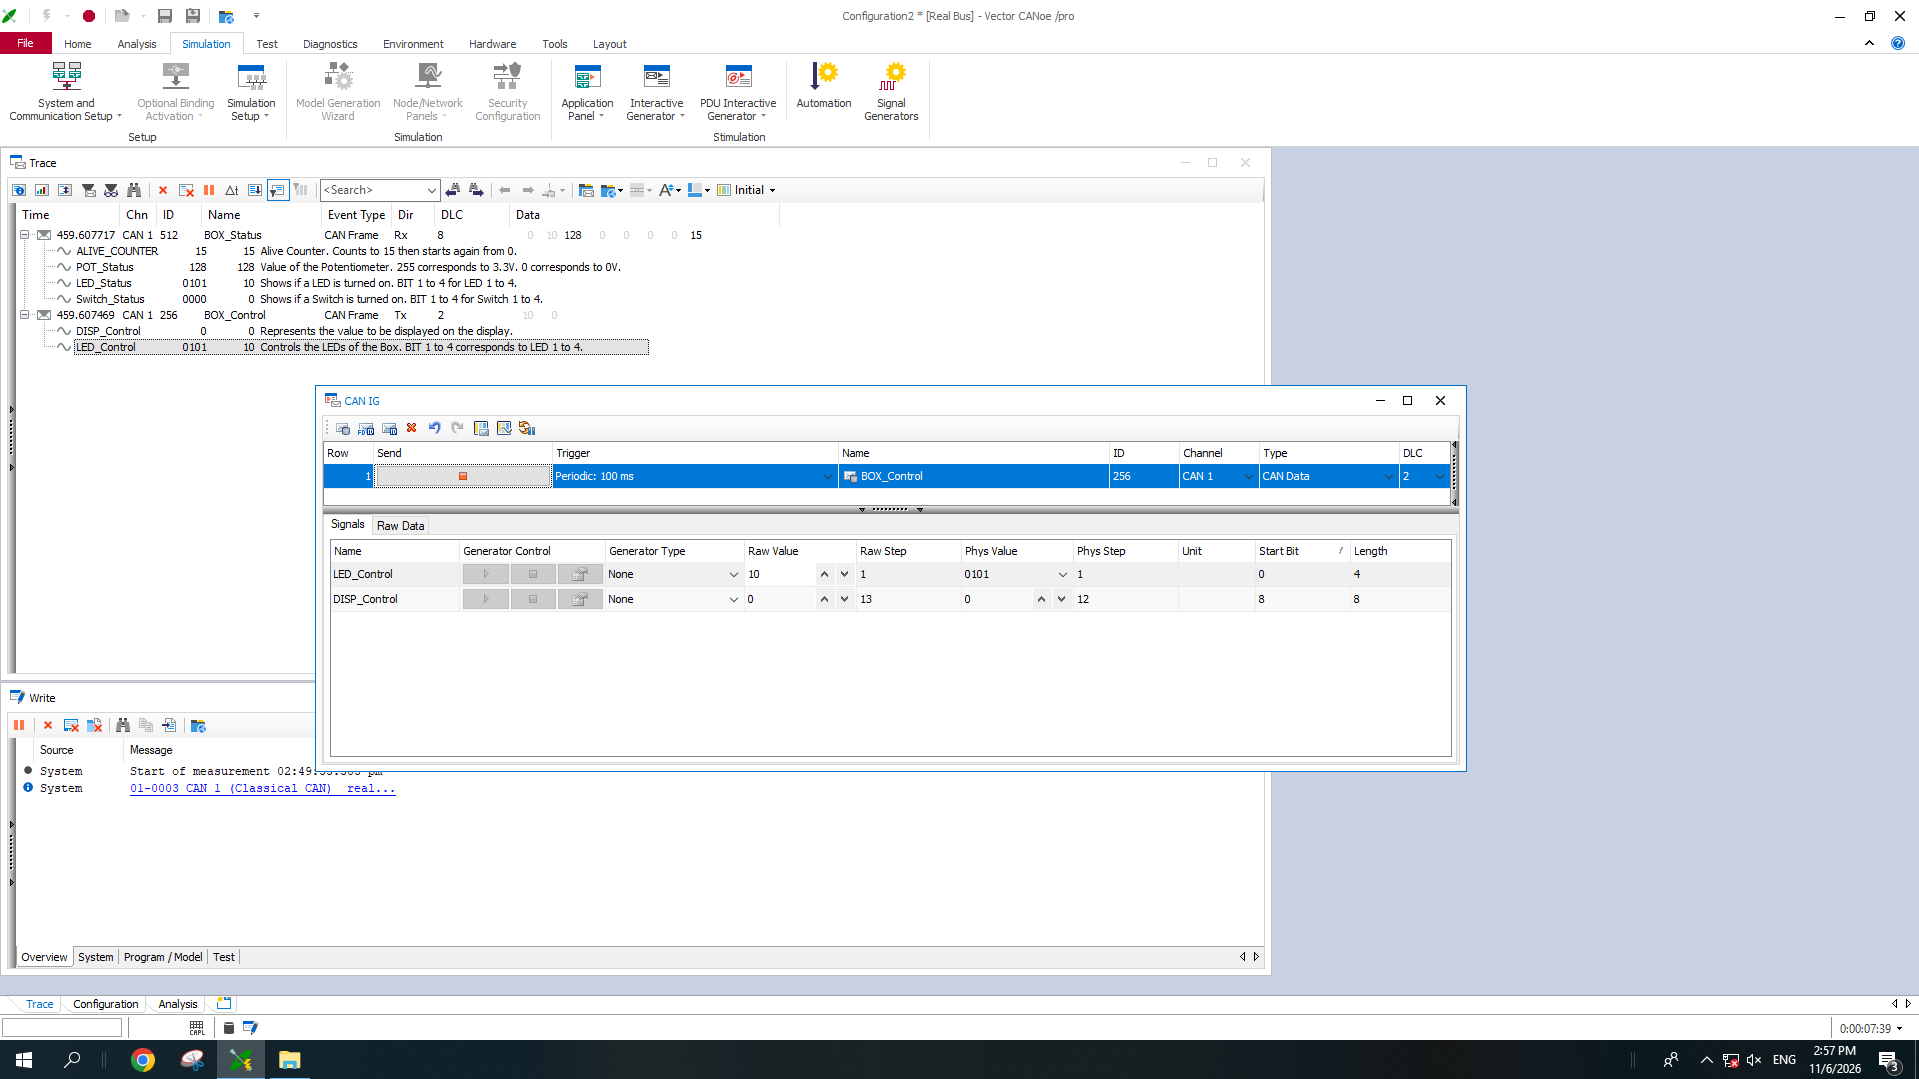 Configuration2 * [Real Bus] - Vector CANoe /pro
File Home Analysis Simulation Test Diagnostics Environment Hardware Tools Layout
System and Communication Setup
Optional Binding Activation
Simulation Setup
Model Generation Wizard
Node/Network Panels
Security Configuration
Application Panel
Interactive Generator
PDU Interactive Generator
Automation
Signal Generators
Setup Simulation Stimulation
Trace
<Search> Initial
Time Chn ID Name Event Type Dir DLC Data
459.607717 CAN 1 512 BOX_Status CAN Frame Rx 8 0 10 128 0 0 0 0 15
ALIVE_COUNTER 15 15 Alive Counter. Counts to 15 then starts again from 0.
POT_Status 128 128 Value of the Potentiometer. 255 corresponds to 3.3V. 0 corresponds to 0V.
LED_Status 0101 10 Shows if a LED is turned on. BIT 1 to 4 for LED 1 to 4.
Switch_Status 0000 0 Shows if a Switch is turned on. BIT 1 to 4 for Switch 1 to 4.
459.607469 CAN 1 256 BOX_Control CAN Frame Tx 2 10 0
DISP_Control 0 0 Represents the value to be displayed on the display.
LED_Control 0101 10 Controls the LEDs of the Box. BIT 1 to 4 corresponds to LED 1 to 4.
CAN IG
Row Send Trigger Name ID Channel Type DLC
1 Periodic: 100 ms BOX_Control 256 CAN 1 CAN Data 2
Signals Raw Data
Name Generator Control Generator Type Raw Value Raw Step Phys Value Phys Step Unit Start Bit Length
LED_Control None 10 1 0101 1 0 4
DISP_Control None 0 13 0 12 8 8
Write
Source Message
System Start of measurement 02:49:
System 01-0003 CAN 1 (Classical CAN) real...
Overview System Program / Model Test
Trace Configuration Analysis
CAPL
0:00:07:39
ENG
2:57 PM
11/6/2026
3